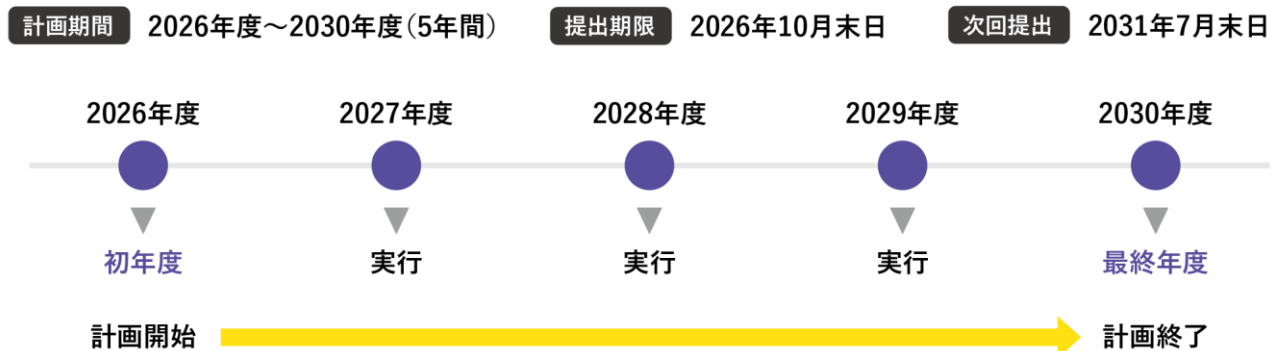 計画期間 2026年度~2030年度(5年間) 提出期限 2026年10月末日 次回提出 2031年7月末日
2026年度 2027年度 2028年度 2029年度 2030年度
初年度 実行 実行 実行 最終年度
計画開始 計画終了